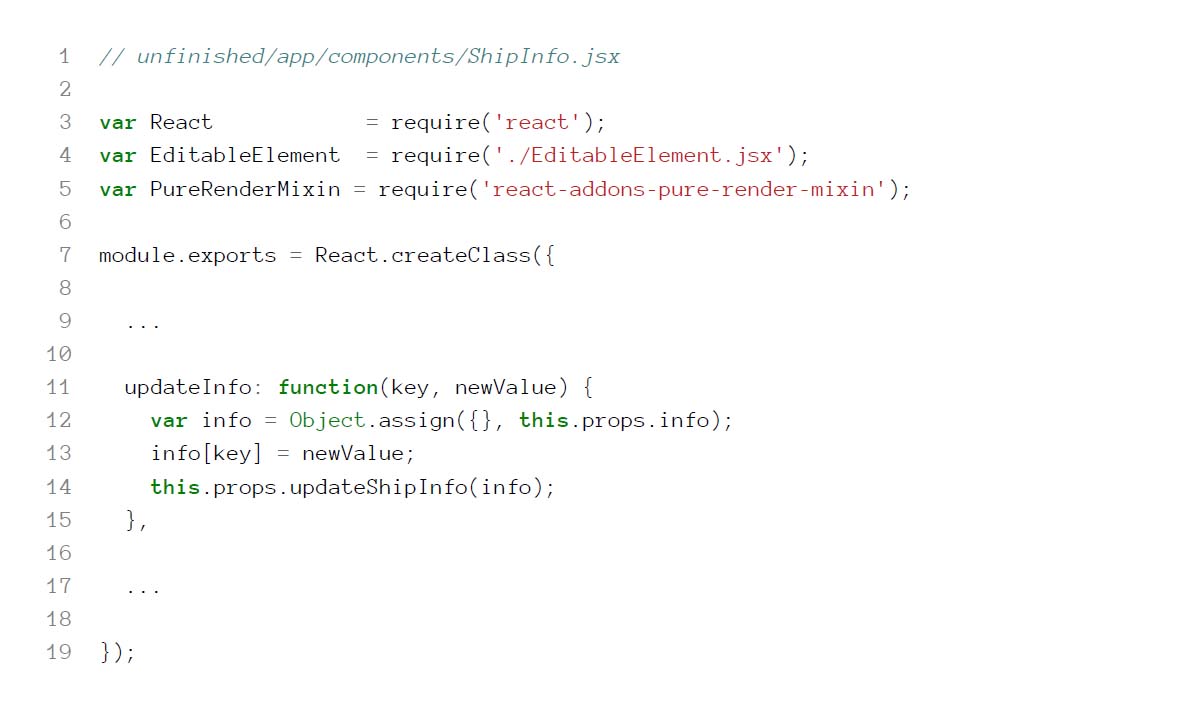 1 // unfinished/app/components/ShipInfo.jsx
2
3 var React            = require('react');
4 var EditableElement  = require('./EditableElement.jsx');
5 var PureRenderMixin = require('react-addons-pure-render-mixin');
6
7 module.exports = React.createClass({
8
9   ...
10
11   updateInfo: function(key, newValue) {
12     var info = Object.assign({}, this.props.info);
13     info[key] = newValue;
14     this.props.updateShipInfo(info);
15   },
16
17   ...
18
19 });